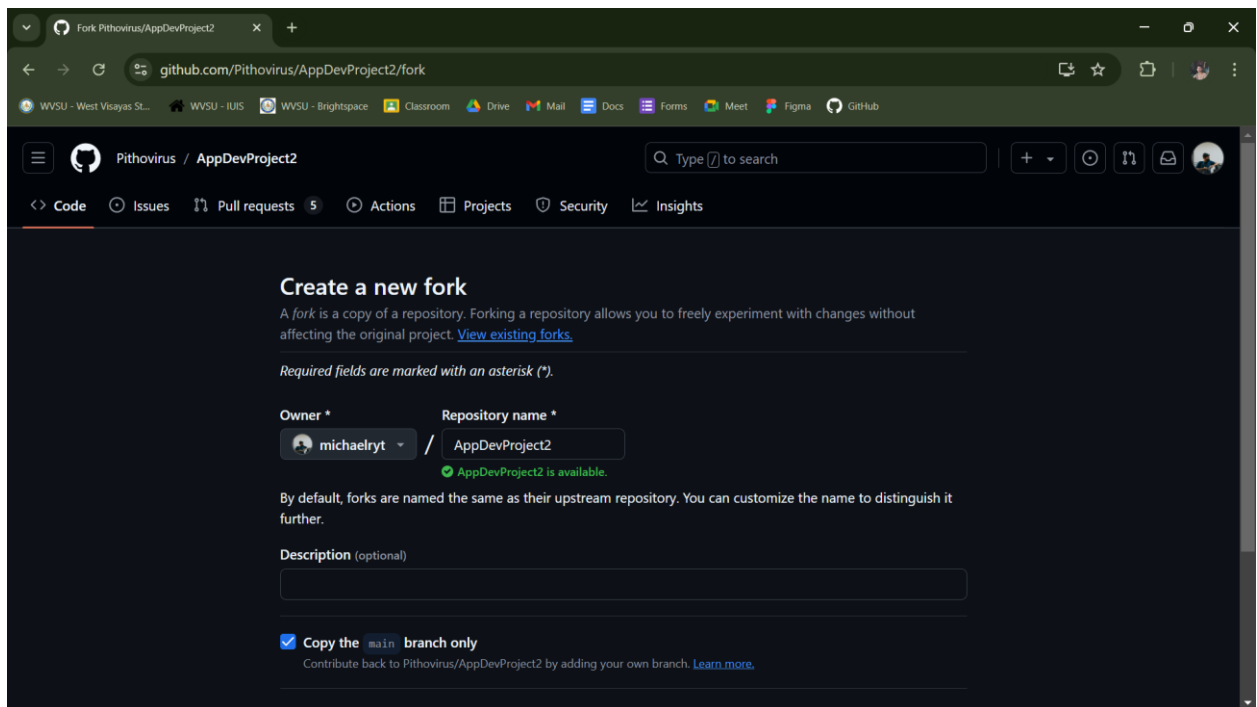 Fork Pithovirus/AppDevProject2
github.com/Pithovirus/AppDevProject2/fork
WVSU - West Visayas St... WVSU - IUIS WVSU - Brightspace Classroom Drive Mail Docs Forms Meet Figma GitHub
Pithovirus / AppDevProject2 Type / to search
Code Issues Pull requests 5 Actions Projects Security Insights
Create a new fork
A fork is a copy of a repository. Forking a repository allows you to freely experiment with changes without
affecting the original project. View existing forks.
Required fields are marked with an asterisk (*).
Owner * Repository name *
michaelryt / AppDevProject2
AppDevProject2 is available.
By default, forks are named the same as their upstream repository. You can customize the name to distinguish it
further.
Description (optional)
Copy the main branch only
Contribute back to Pithovirus/AppDevProject2 by adding your own branch. Learn more.